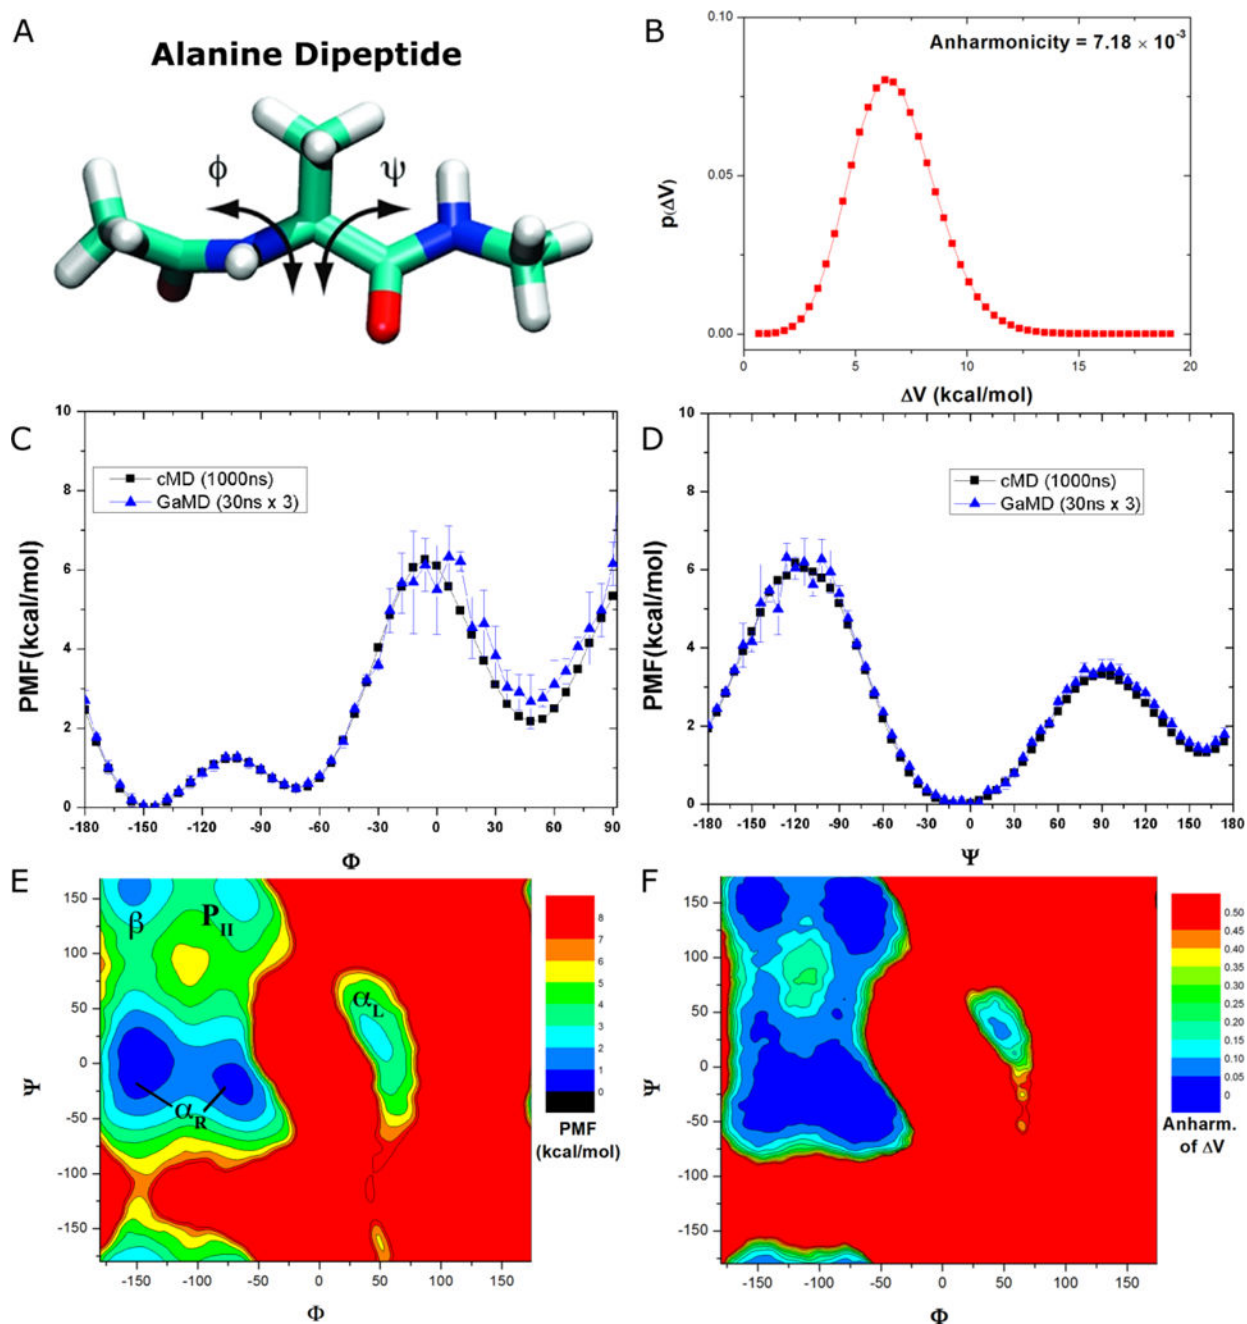 A
Alanine Dipeptide
ϕ
ψ
B
Anharmonicity = 7.18 × 10⁻³
p(ΔV)
0.10
0.05
0.00
0 5 10 15 20
ΔV (kcal/mol)
C
cMD (1000ns)
GaMD (30ns x 3)
PMF(kcal/mol)
10
8
6
4
2
0
-180 -150 -120 -90 -60 -30 0 30 60 90
Φ
D
cMD (1000ns)
GaMD (30ns x 3)
PMF(kcal/mol)
10
8
6
4
2
0
-180 -150 -120 -90 -60 -30 0 30 60 90 120 150 180
Ψ
E
β
P_II
α_L
α_R
Ψ
150
100
50
0
-50
-100
-150
-150 -100 -50 0 50 100 150
Φ
8
7
6
5
4
3
2
1
0
PMF
(kcal/mol)
F
Ψ
150
100
50
0
-50
-100
-150
-150 -100 -50 0 50 100 150
Φ
0.50
0.45
0.40
0.35
0.30
0.25
0.20
0.15
0.10
0.05
0
Anharm.
of ΔV